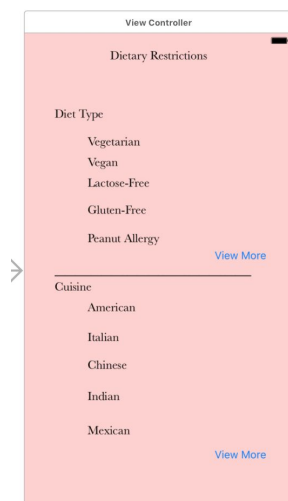 View Controller
Dietary Restrictions
Diet Type
Vegetarian
Vegan
Lactose-Free
Gluten-Free
Peanut Allergy
View More
Cuisine
American
Italian
Chinese
Indian
Mexican
View More